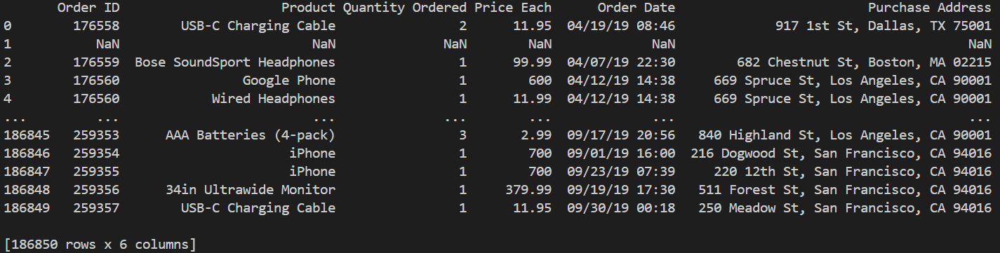 Order ID Product Quantity Ordered Price Each Order Date Purchase Address
0 176558 USB-C Charging Cable 2 11.95 04/19/19 08:46 917 1st St, Dallas, TX 75001
1 NaN NaN NaN NaN NaN NaN
2 176559 Bose SoundSport Headphones 1 99.99 04/07/19 22:30 682 Chestnut St, Boston, MA 02215
3 176560 Google Phone 1 600 04/12/19 14:38 669 Spruce St, Los Angeles, CA 90001
4 176560 Wired Headphones 1 11.99 04/12/19 14:38 669 Spruce St, Los Angeles, CA 90001
... ... ... ... ... ... ...
186845 259353 AAA Batteries (4-pack) 3 2.99 09/17/19 20:56 840 Highland St, Los Angeles, CA 90001
186846 259354 iPhone 1 700 09/01/19 16:00 216 Dogwood St, San Francisco, CA 94016
186847 259355 iPhone 1 700 09/23/19 07:39 220 12th St, San Francisco, CA 94016
186848 259356 34in Ultrawide Monitor 1 379.99 09/19/19 17:30 511 Forest St, San Francisco, CA 94016
186849 259357 USB-C Charging Cable 1 11.95 09/30/19 00:18 250 Meadow St, San Francisco, CA 94016
[186850 rows x 6 columns]